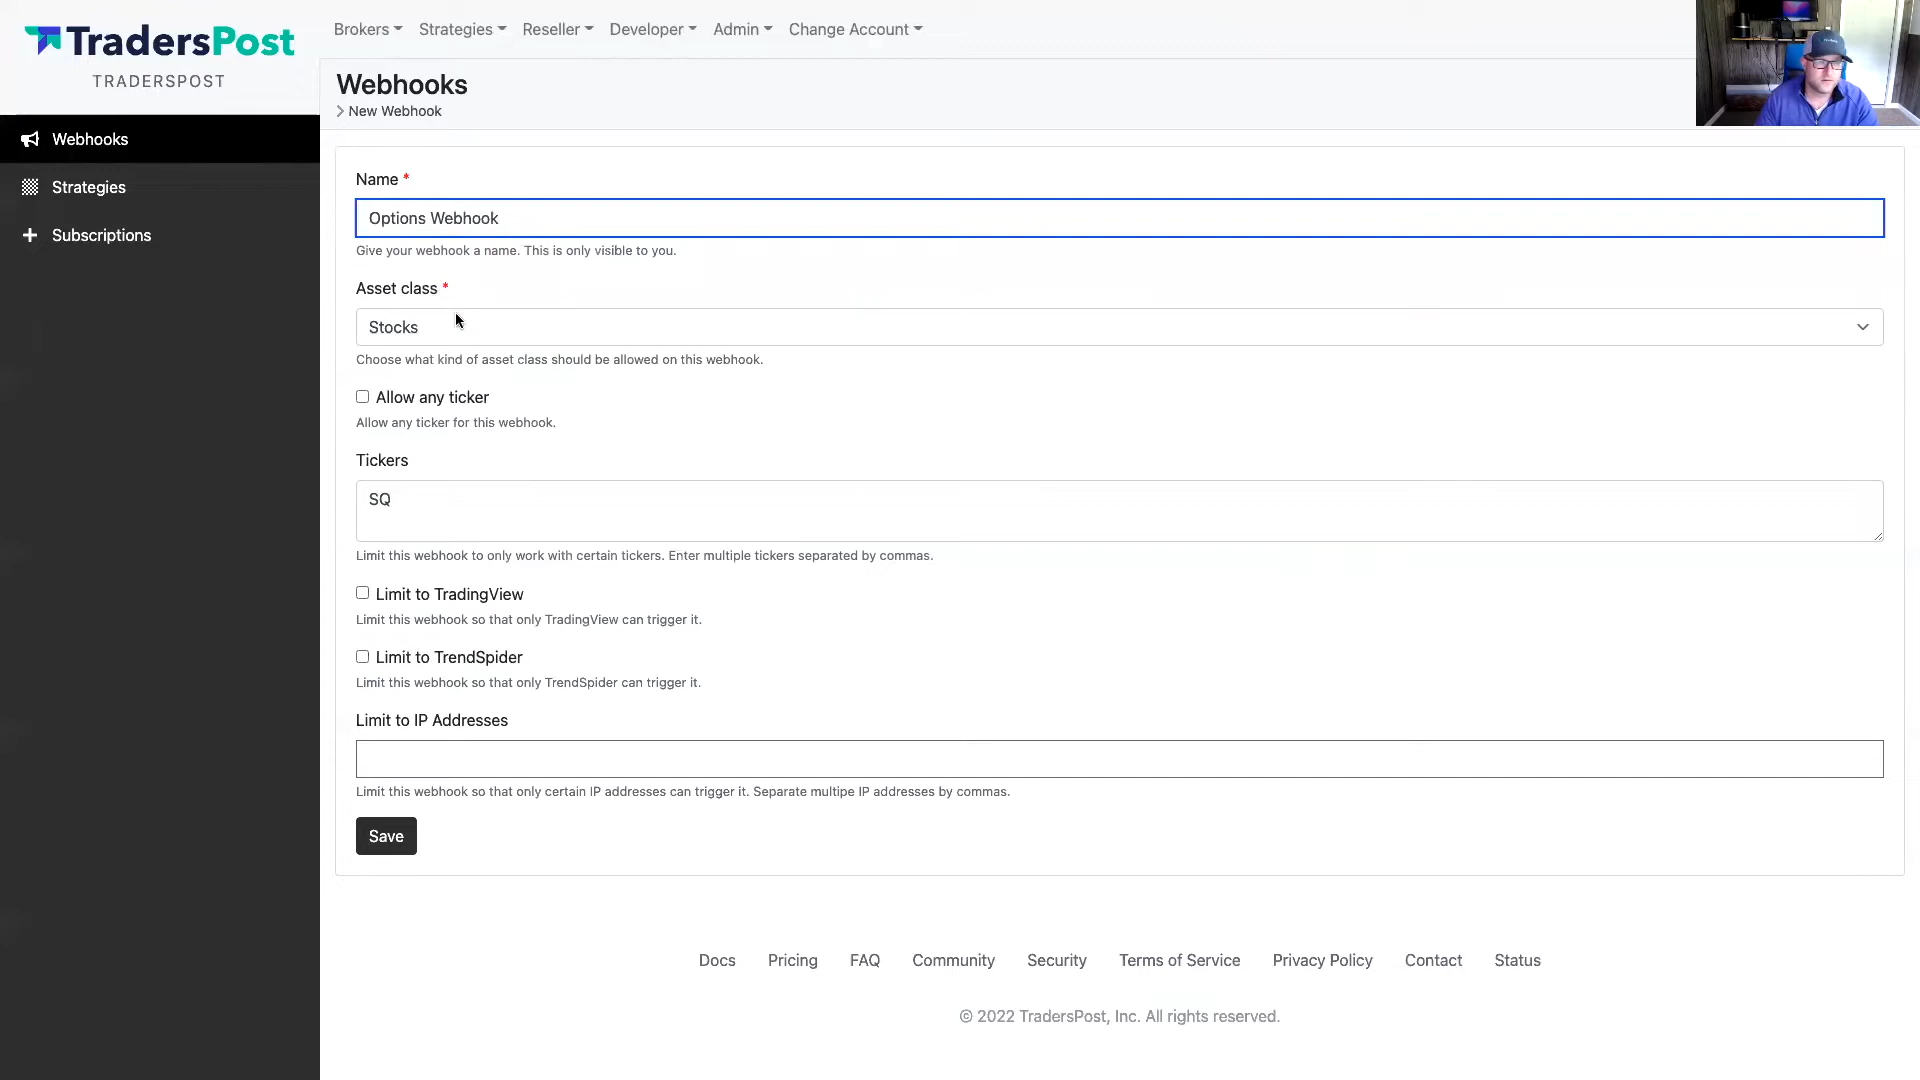 TradersPost
TRADERSPOST
Brokers Strategies Reseller Developer Admin Change Account
Webhooks
New Webhook
Webhooks
Strategies
Subscriptions
Name *
Options Webhook
Give your webhook a name. This is only visible to you.
Asset class *
Stocks
Choose what kind of asset class should be allowed on this webhook.
Allow any ticker
Allow any ticker for this webhook.
Tickers
SQ
Limit this webhook to only work with certain tickers. Enter multiple tickers separated by commas.
Limit to TradingView
Limit this webhook so that only TradingView can trigger it.
Limit to TrendSpider
Limit this webhook so that only TrendSpider can trigger it.
Limit to IP Addresses
Limit this webhook so that only certain IP addresses can trigger it. Separate multipe IP addresses by commas.
Save
Docs Pricing FAQ Community Security Terms of Service Privacy Policy Contact Status
© 2022 TradersPost, Inc. All rights reserved.